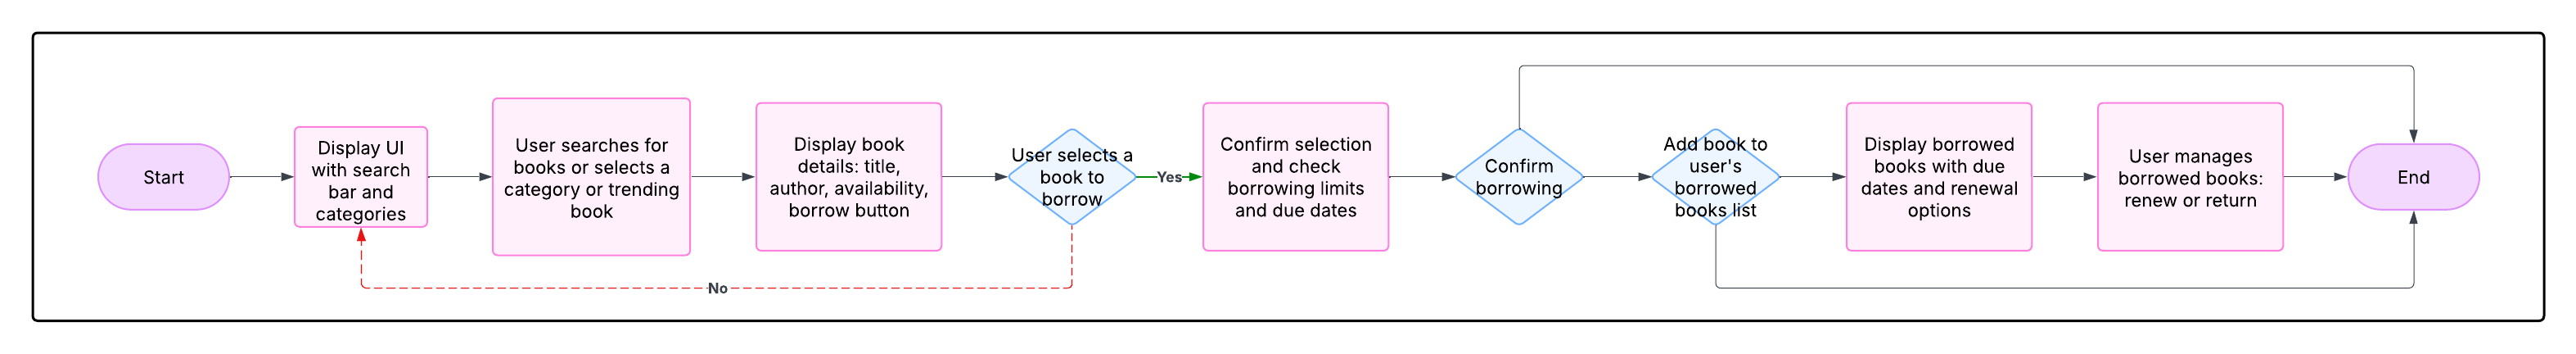 Start
Display UI
with search
bar and
categories
User searches for
books or selects a
category or trending
book
Display book
details: title,
author, availability,
borrow button
User selects a
book to
borrow
Yes
No
Confirm selection
and check
borrowing limits
and due dates
Confirm
borrowing
Add book to
user's
borrowed
books list
Display borrowed
books with due
dates and renewal
options
User manages
borrowed books:
renew or return
End